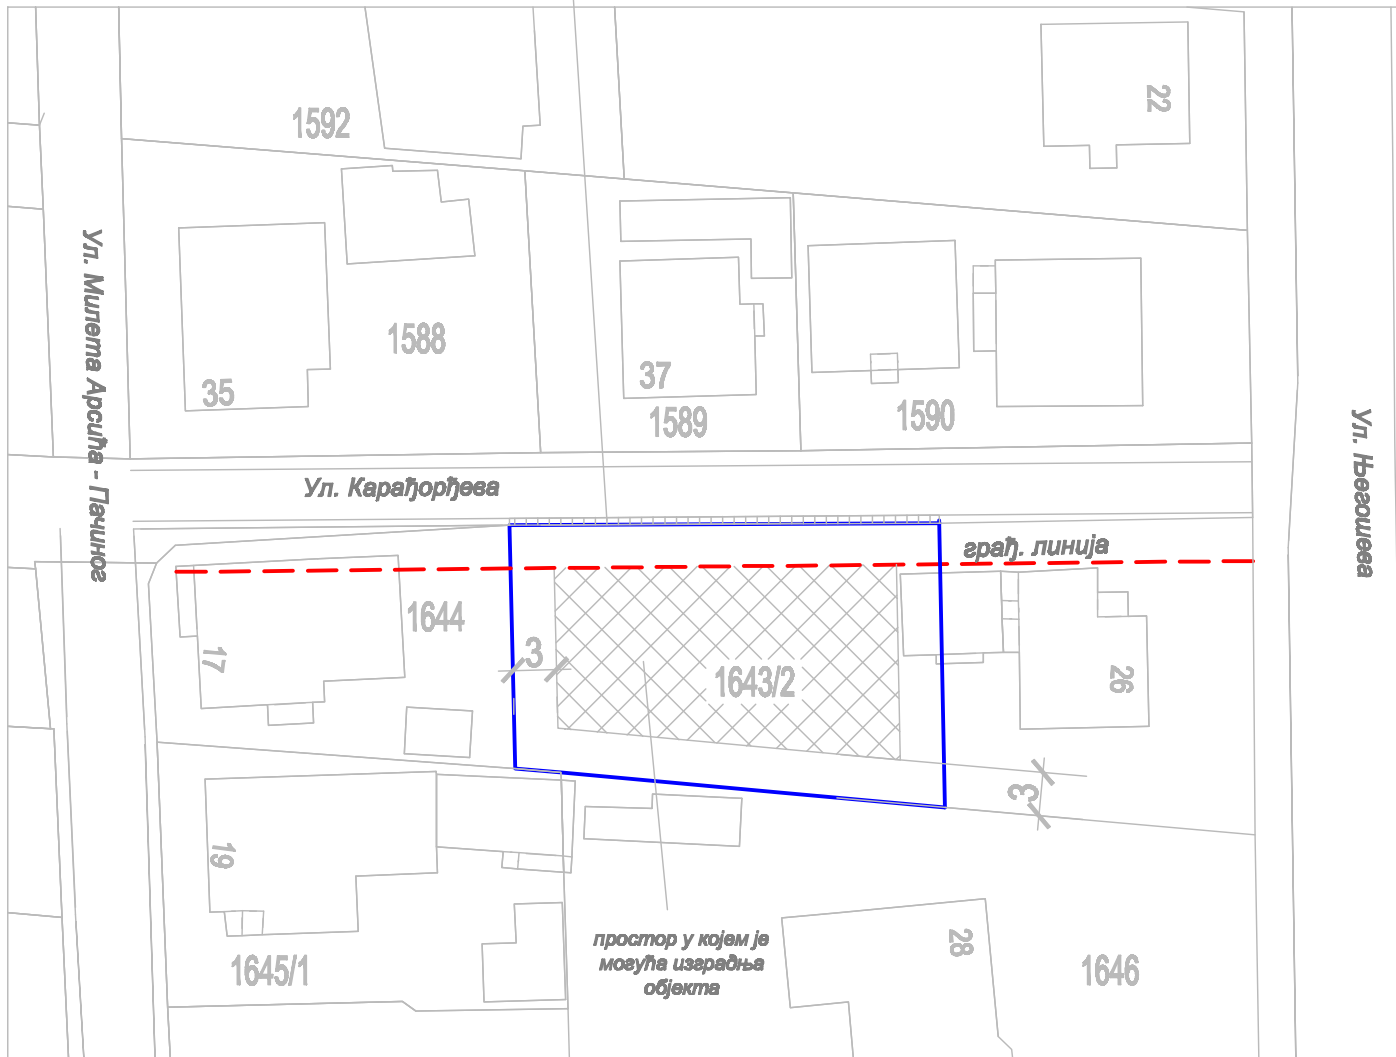 22
1592
Ул. Милета Арсића - Пачиног
1588
35
37
1589
1590
Ул. Његошева
Ул. Карађорђева
грађ. линија
1644
17
3
1643/2
26
3
19
простор у којем је
могућа изградња
објекта
28
1645/1
1646